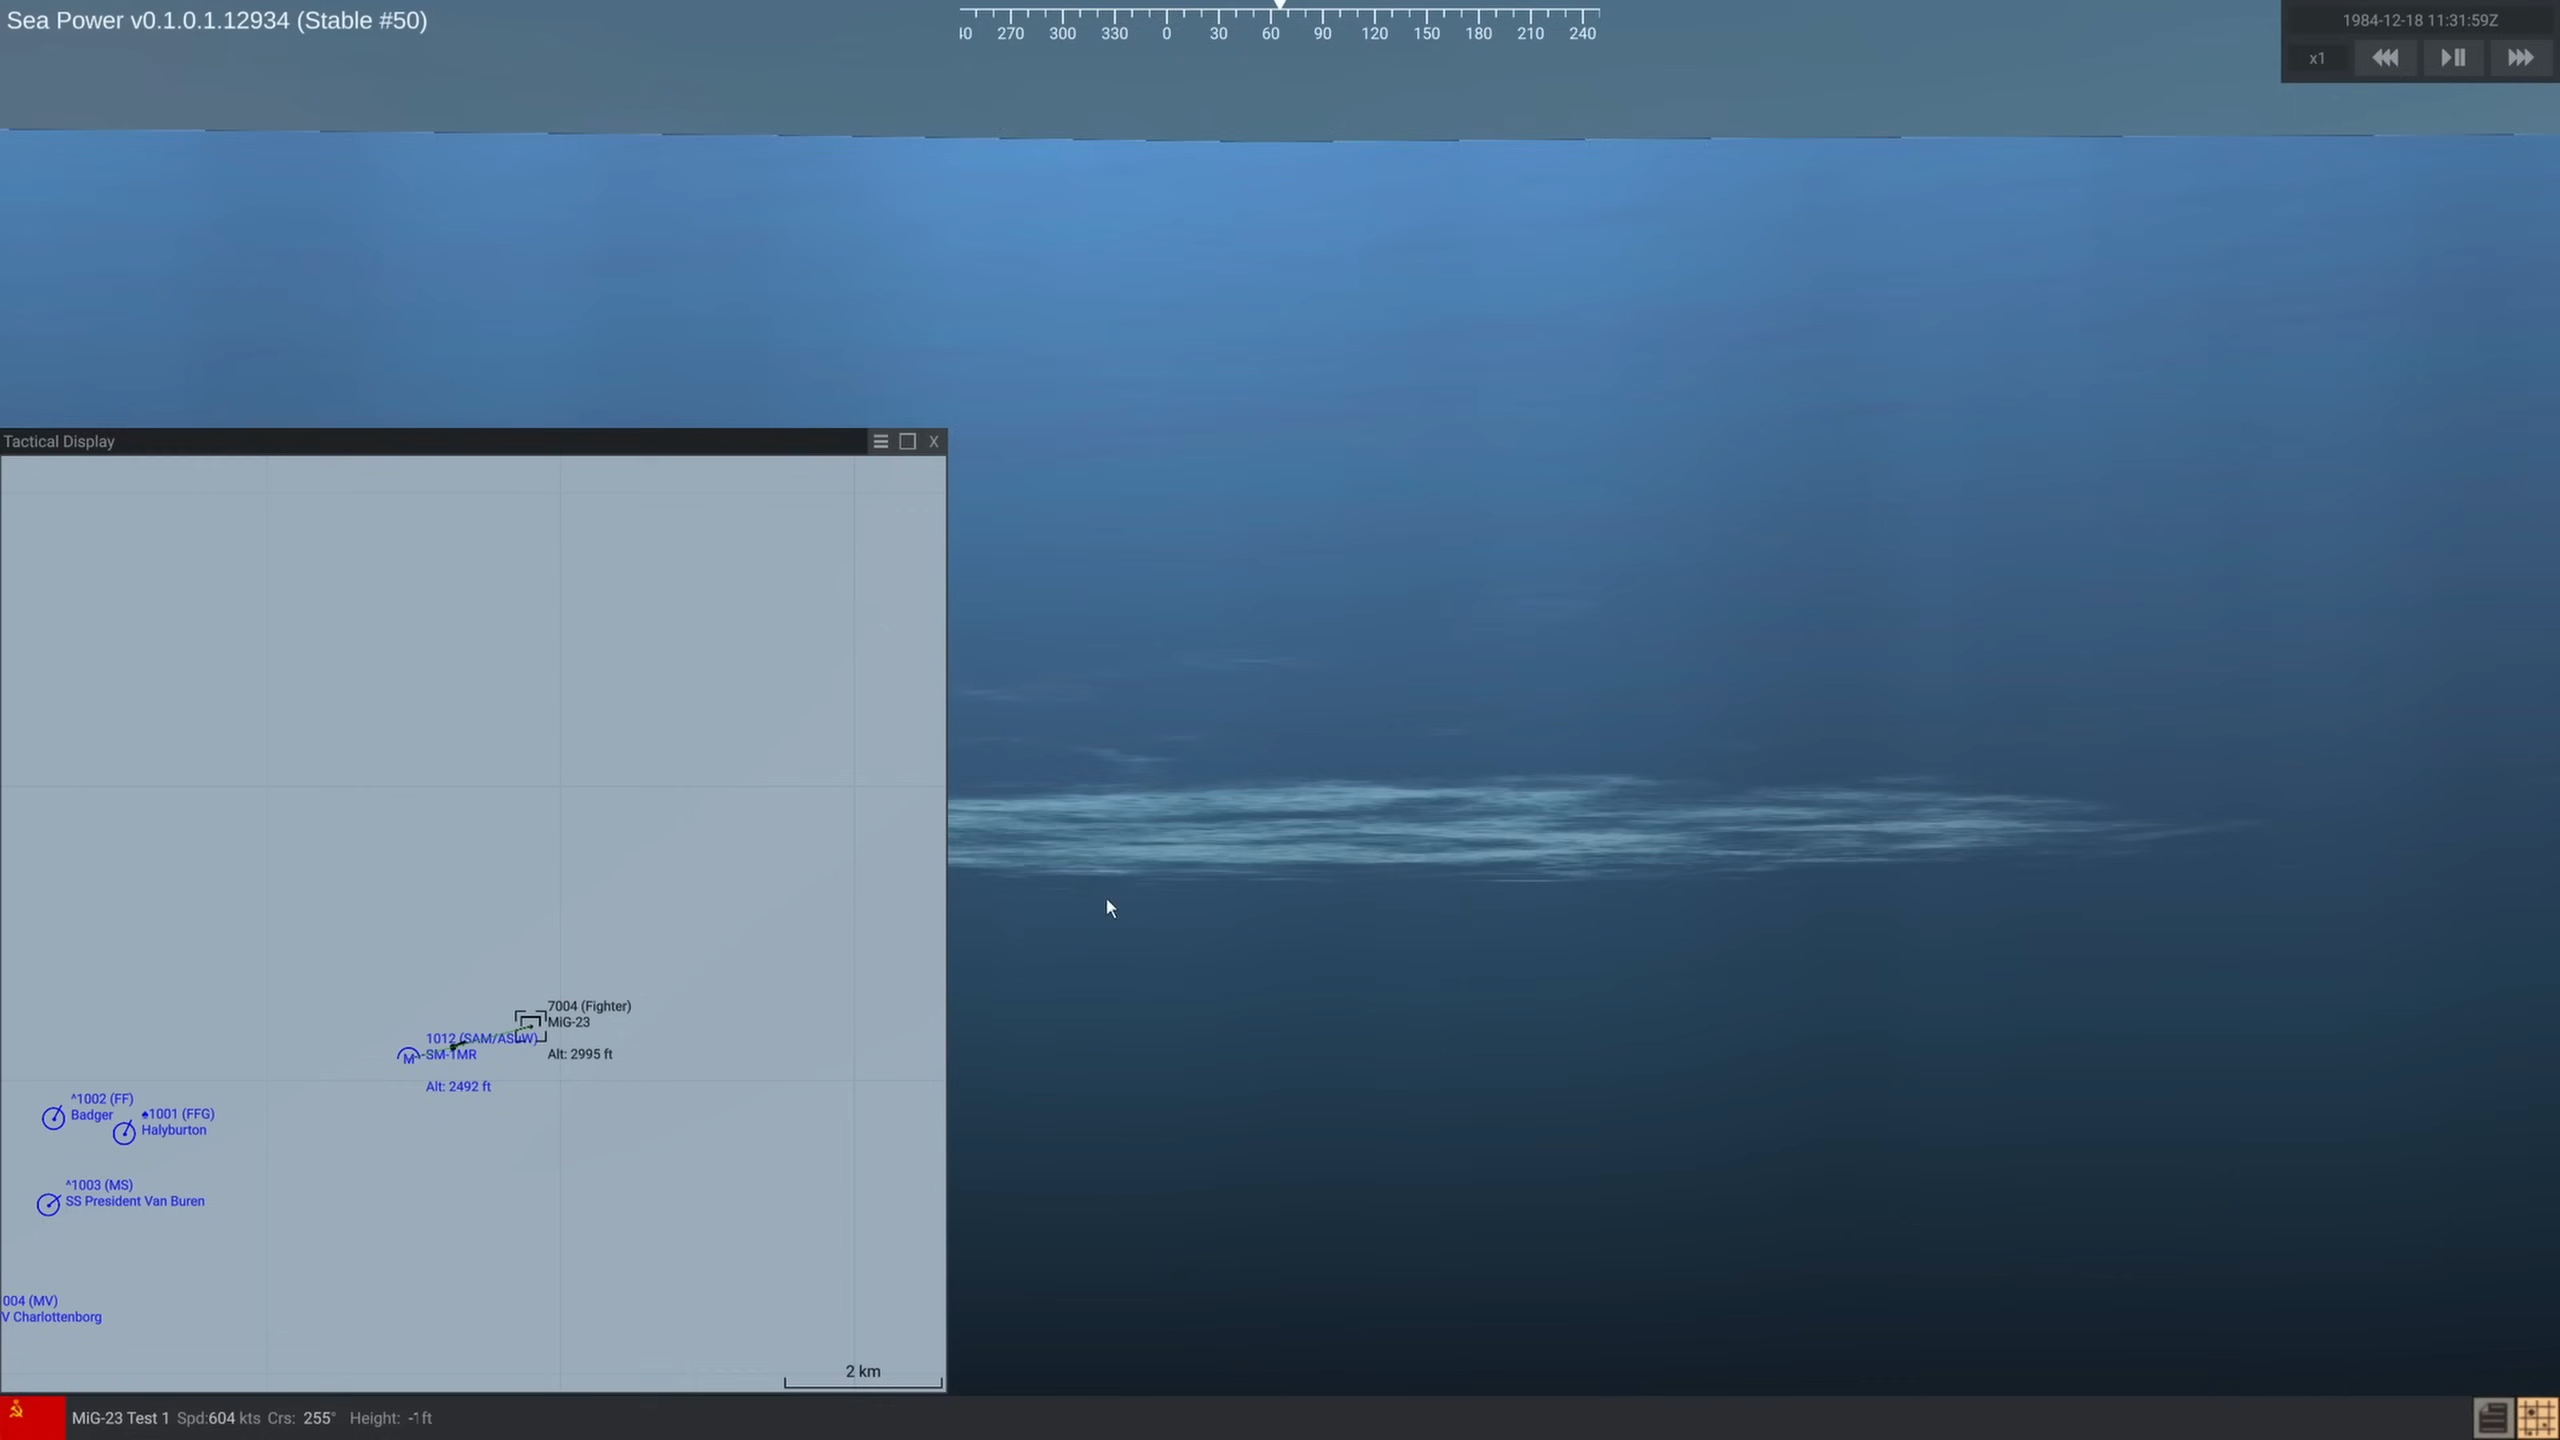 Sea Power v0.1.0.1.12934 (Stable #50)
270 300 330 0 30 60 90 120 150 180 210 240
1984-12-18 11:31:59Z
x1
Tactical Display
X
7004 (Fighter)
MiG-23
Alt: 2995 ft
1012 (SAM/ASuW)
M
SM-1MR
Alt: 2492 ft
^1002 (FF)
Badger
♠1001 (FFG)
Halyburton
^1003 (MS)
SS President Van Buren
004 (MV)
V Charlottenborg
2 km
MiG-23 Test 1 Spd:604 kts Crs: 255° Height: -1ft